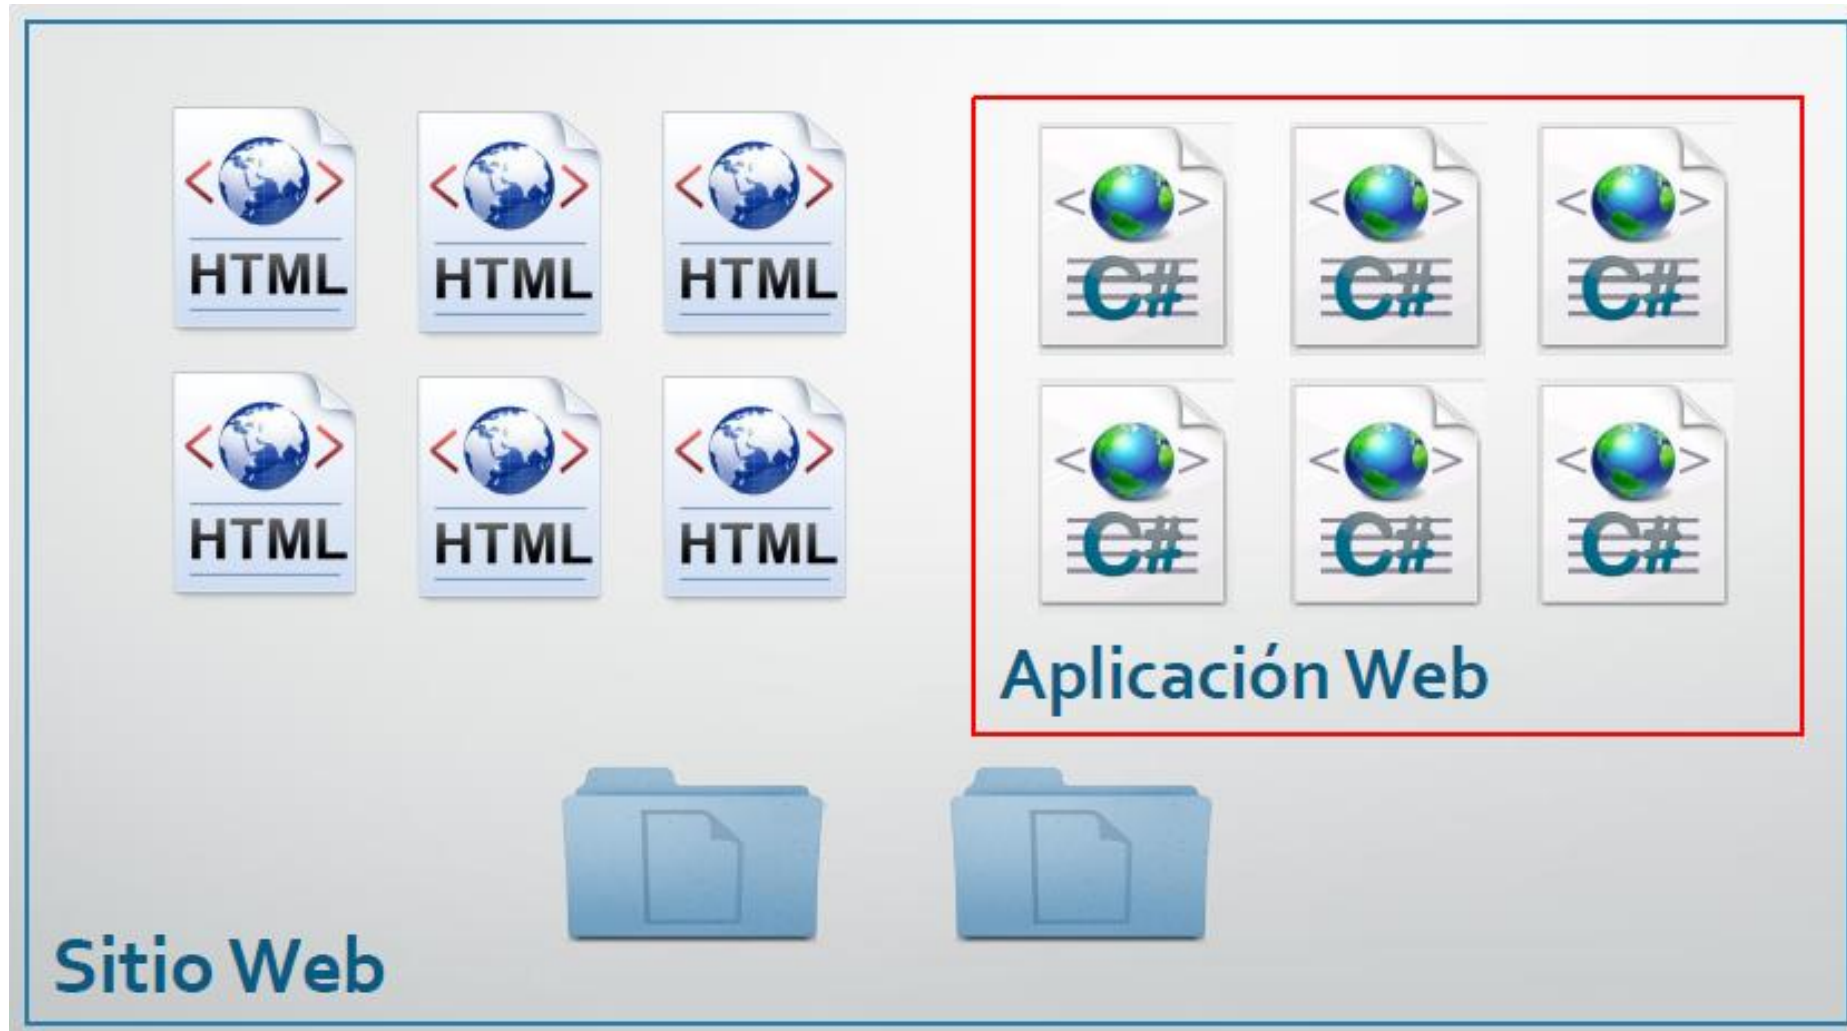 HTML HTML HTML
C# C# C#
HTML HTML HTML
C# C# C#
Aplicación Web
Sitio Web